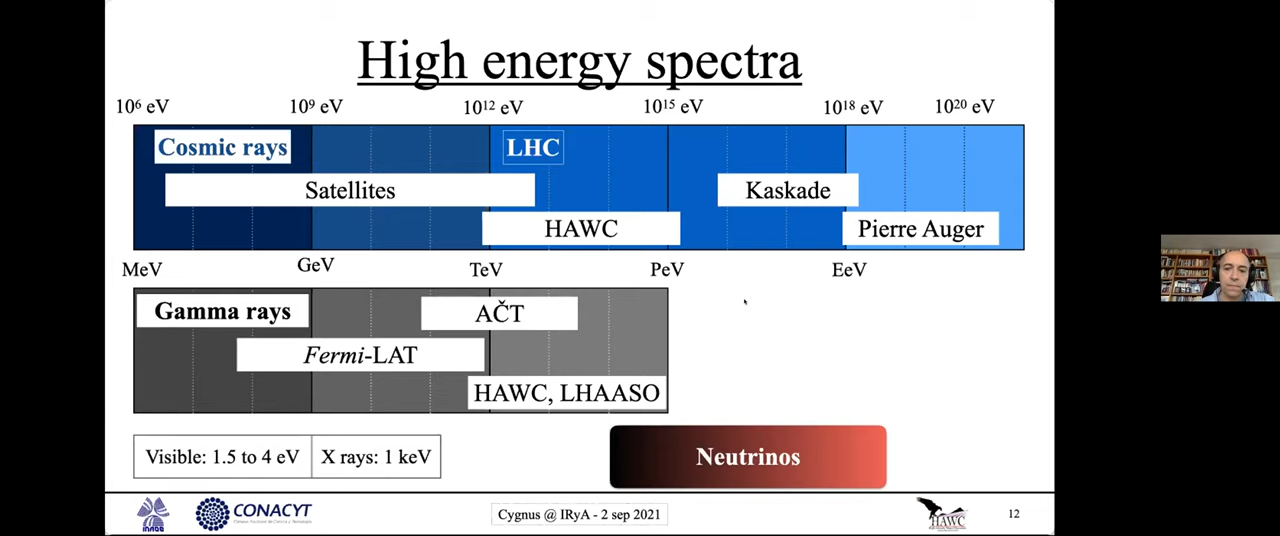 High energy spectra
10⁶ eV 10⁹ eV 10¹² eV 10¹⁵ eV 10¹⁸ eV 10²⁰ eV
Cosmic rays LHC
Satellites Kaskade
HAWC Pierre Auger
MeV GeV TeV PeV EeV
Gamma rays AČT
Fermi-LAT
HAWC, LHAASO
Visible: 1.5 to 4 eV X rays: 1 keV
Neutrinos
CONACYT
Cygnus @ IRyA - 2 sep 2021
HAWC
12